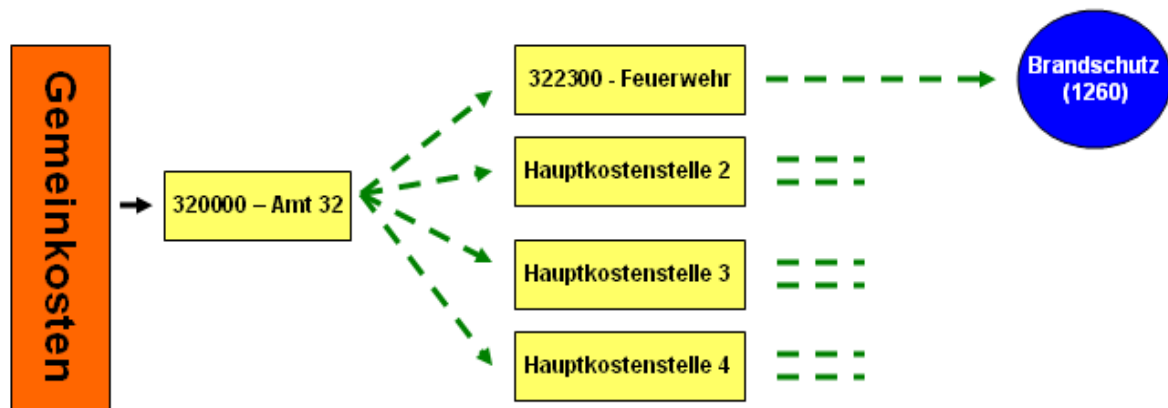 Gemeinkosten
320000 – Amt 32
322300 - Feuerwehr
Hauptkostenstelle 2
Hauptkostenstelle 3
Hauptkostenstelle 4
Brandschutz
(1260)